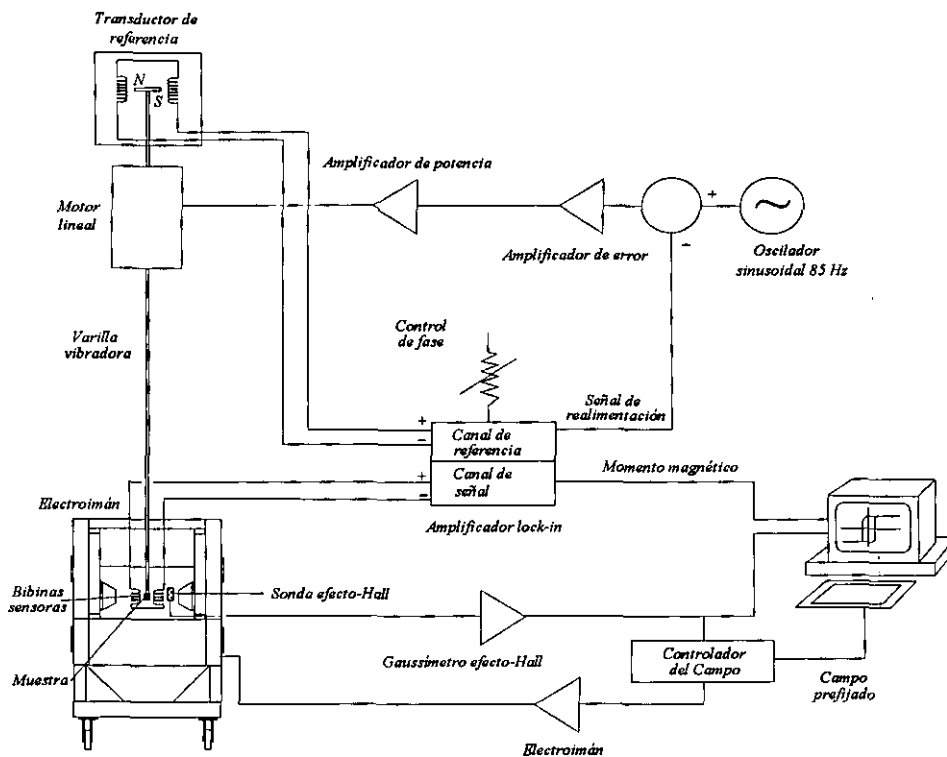 Transductor de
referencia
N
S
Motor
lineal
Amplificador de potencia
+
−
Amplificador de error
Oscilador
sinusoidal 85 Hz
Varilla
vibradora
Control
de fase
Señal de
realimentación
+
−
Canal de
referencia
+
−
Canal de
señal
Momento magnético
Amplificador lock-in
Electroimán
Bibinas
sensoras
Sonda efecto-Hall
Muestra
Gaussímetro efecto-Hall
Controlador
del Campo
Campo
prefijado
Electroimán